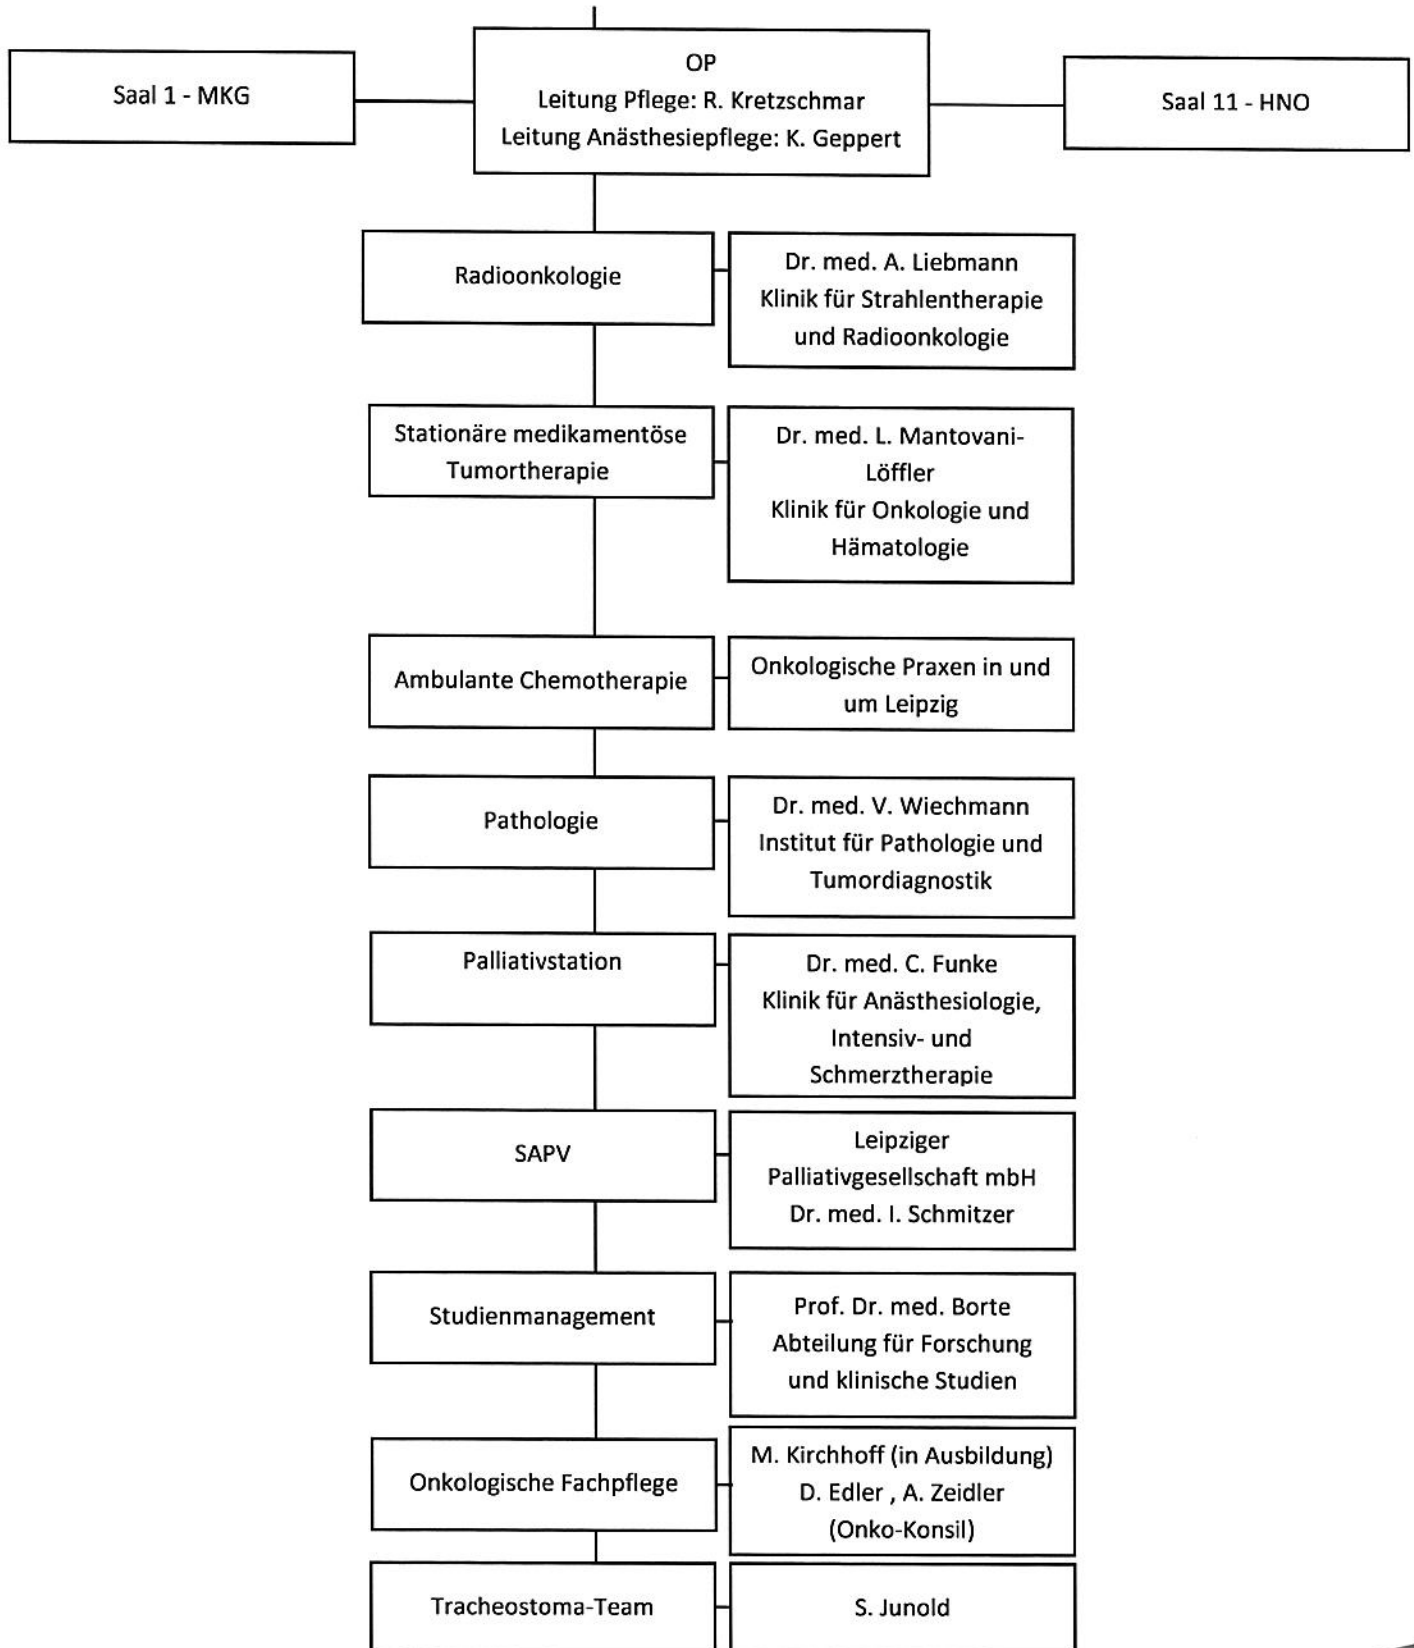 Saal 1 - MKG
OP
Leitung Pflege: R. Kretzschmar
Leitung Anästhesiepflege: K. Geppert
Saal 11 - HNO
Radioonkologie
Dr. med. A. Liebmann
Klinik für Strahlentherapie
und Radioonkologie
Stationäre medikamentöse
Tumortherapie
Dr. med. L. Mantovani-
Löffler
Klinik für Onkologie und
Hämatologie
Ambulante Chemotherapie
Onkologische Praxen in und
um Leipzig
Pathologie
Dr. med. V. Wiechmann
Institut für Pathologie und
Tumordiagnostik
Palliativstation
Dr. med. C. Funke
Klinik für Anästhesiologie,
Intensiv- und
Schmerztherapie
SAPV
Leipziger
Palliativgesellschaft mbH
Dr. med. I. Schmitzer
Studienmanagement
Prof. Dr. med. Borte
Abteilung für Forschung
und klinische Studien
Onkologische Fachpflege
M. Kirchhoff (in Ausbildung)
D. Edler , A. Zeidler
(Onko-Konsil)
Tracheostoma-Team
S. Junold